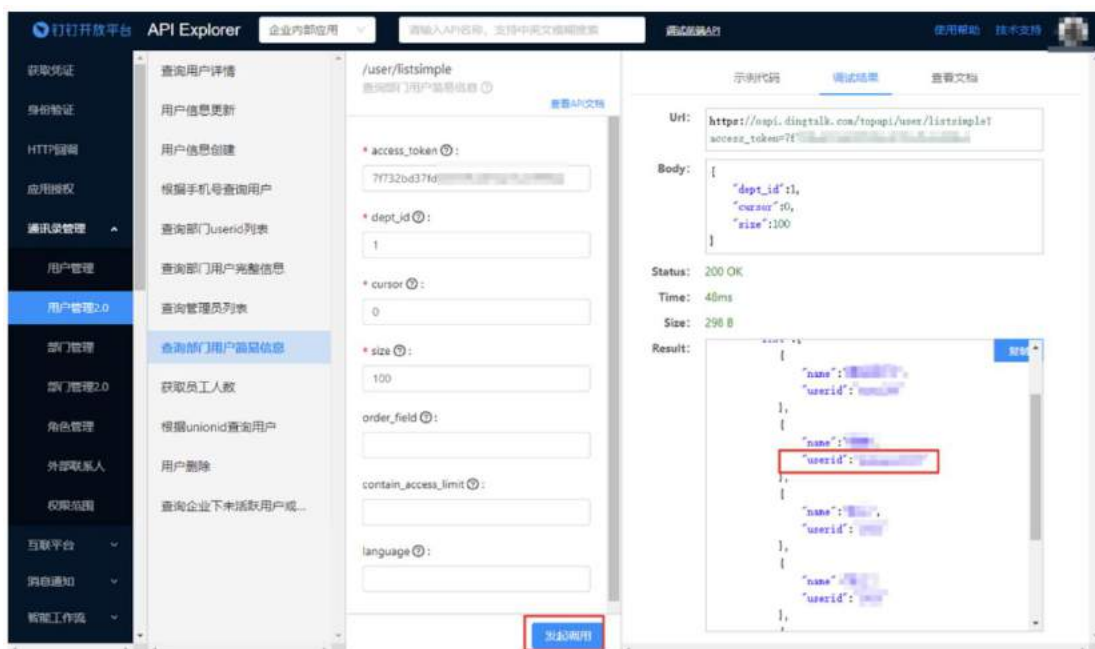 钉钉开放平台 API Explorer 企业内部应用 请输入API名称，支持中英文模糊搜索 调试前端API 使用帮助 技术支持
获取凭证
身份验证
HTTP回调
应用授权
通讯录管理
用户管理
用户管理2.0
部门管理
部门管理2.0
角色管理
外部联系人
权限范围
互联平台
消息通知
智能工作流
查询用户详情
用户信息更新
用户信息创建
根据手机号查询用户
查询部门userid列表
查询部门用户完整信息
查询管理员列表
查询部门用户简易信息
获取员工人数
根据unionid查询用户
用户删除
查询企业下未活跃用户或...
/user/listsimple
查询部门用户简易信息
查看API文档
* access_token :
7f732bd37fd
* dept_id :
1
* cursor :
0
* size :
100
order_field :
contain_access_limit :
language :
发起调用
示例代码 调试结果 查看文档
Url: https://oapi.dingtalk.com/topapi/user/listsimple?
access_token=7f
Body: {
"dept_id":1,
"cursor":0,
"size":100
}
Status: 200 OK
Time: 48ms
Size: 298 B
Result:
复制
{
"name":"
"userid":
},
{
"name":
"userid":
},
{
"name":" ",
"userid":
},
{
"name":
"userid":
},